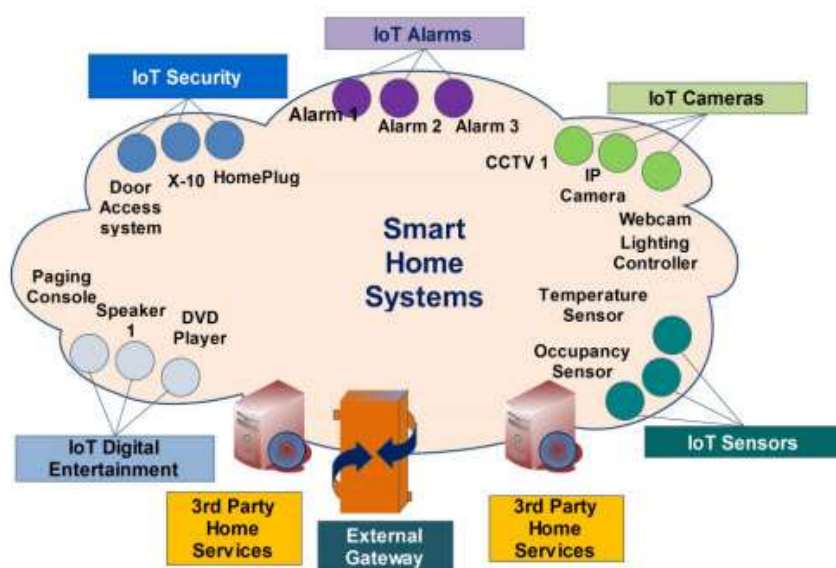 IoT Alarms
IoT Security
IoT Cameras
Alarm 1
Alarm 2
Alarm 3
CCTV 1
IP
Camera
Webcam
Door
Access
system
X-10
HomePlug
Smart
Home
Systems
Lighting
Controller
Paging
Console
Speaker
1
DVD
Player
Temperature
Sensor
Occupancy
Sensor
IoT Digital
Entertainment
IoT Sensors
3rd Party
Home
Services
External
Gateway
3rd Party
Home
Services